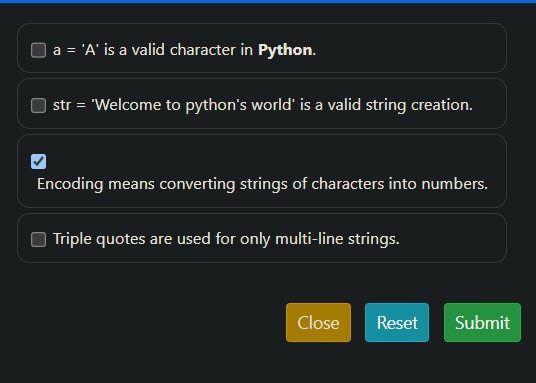 a = 'A' is a valid character in Python.
str = 'Welcome to python's world' is a valid string creation.
Encoding means converting strings of characters into numbers.
Triple quotes are used for only multi-line strings.
Close Reset Submit